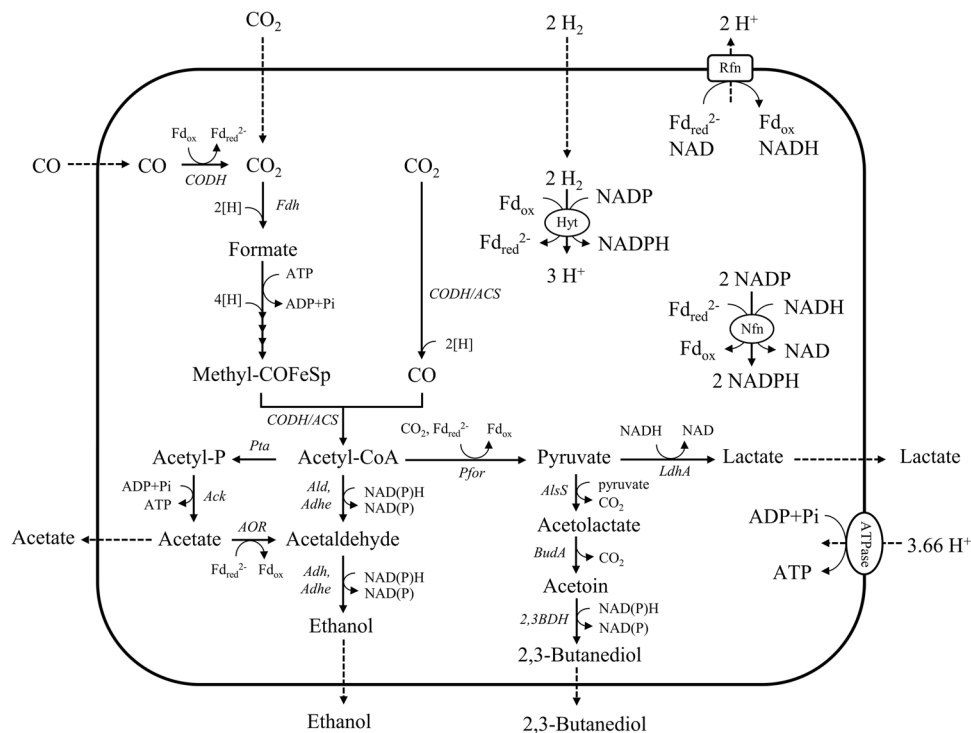 CO2
2 H2
2 H+
Rfn
Fdred2-
NAD
Fdox
NADH
CO
CO
Fdox
Fdred2-
CODH
CO2
CO2
2[H]
Fdh
Formate
4[H]
ATP
ADP+Pi
CODH/ACS
2[H]
Methyl-COFeSp
CO
CODH/ACS
2 H2
Fdox
NADP
Hyt
Fdred2-
NADPH
3 H+
2 NADP
Fdred2-
NADH
Nfn
Fdox
NAD
2 NADPH
Acetyl-P
Pta
Acetyl-CoA
CO2, Fdred2-
Fdox
Pfor
Pyruvate
NADH
NAD
LdhA
Lactate
Lactate
ADP+Pi
ATP
Ack
Ald,
Adhe
NAD(P)H
NAD(P)
AlsS
pyruvate
CO2
Acetate
Acetate
AOR
Fdred2-
Fdox
Acetaldehyde
Acetolactate
ADP+Pi
ATP
ATPase
3.66 H+
BudA
CO2
Adh,
Adhe
NAD(P)H
NAD(P)
Acetoin
Ethanol
2,3BDH
NAD(P)H
NAD(P)
2,3-Butanediol
Ethanol
2,3-Butanediol